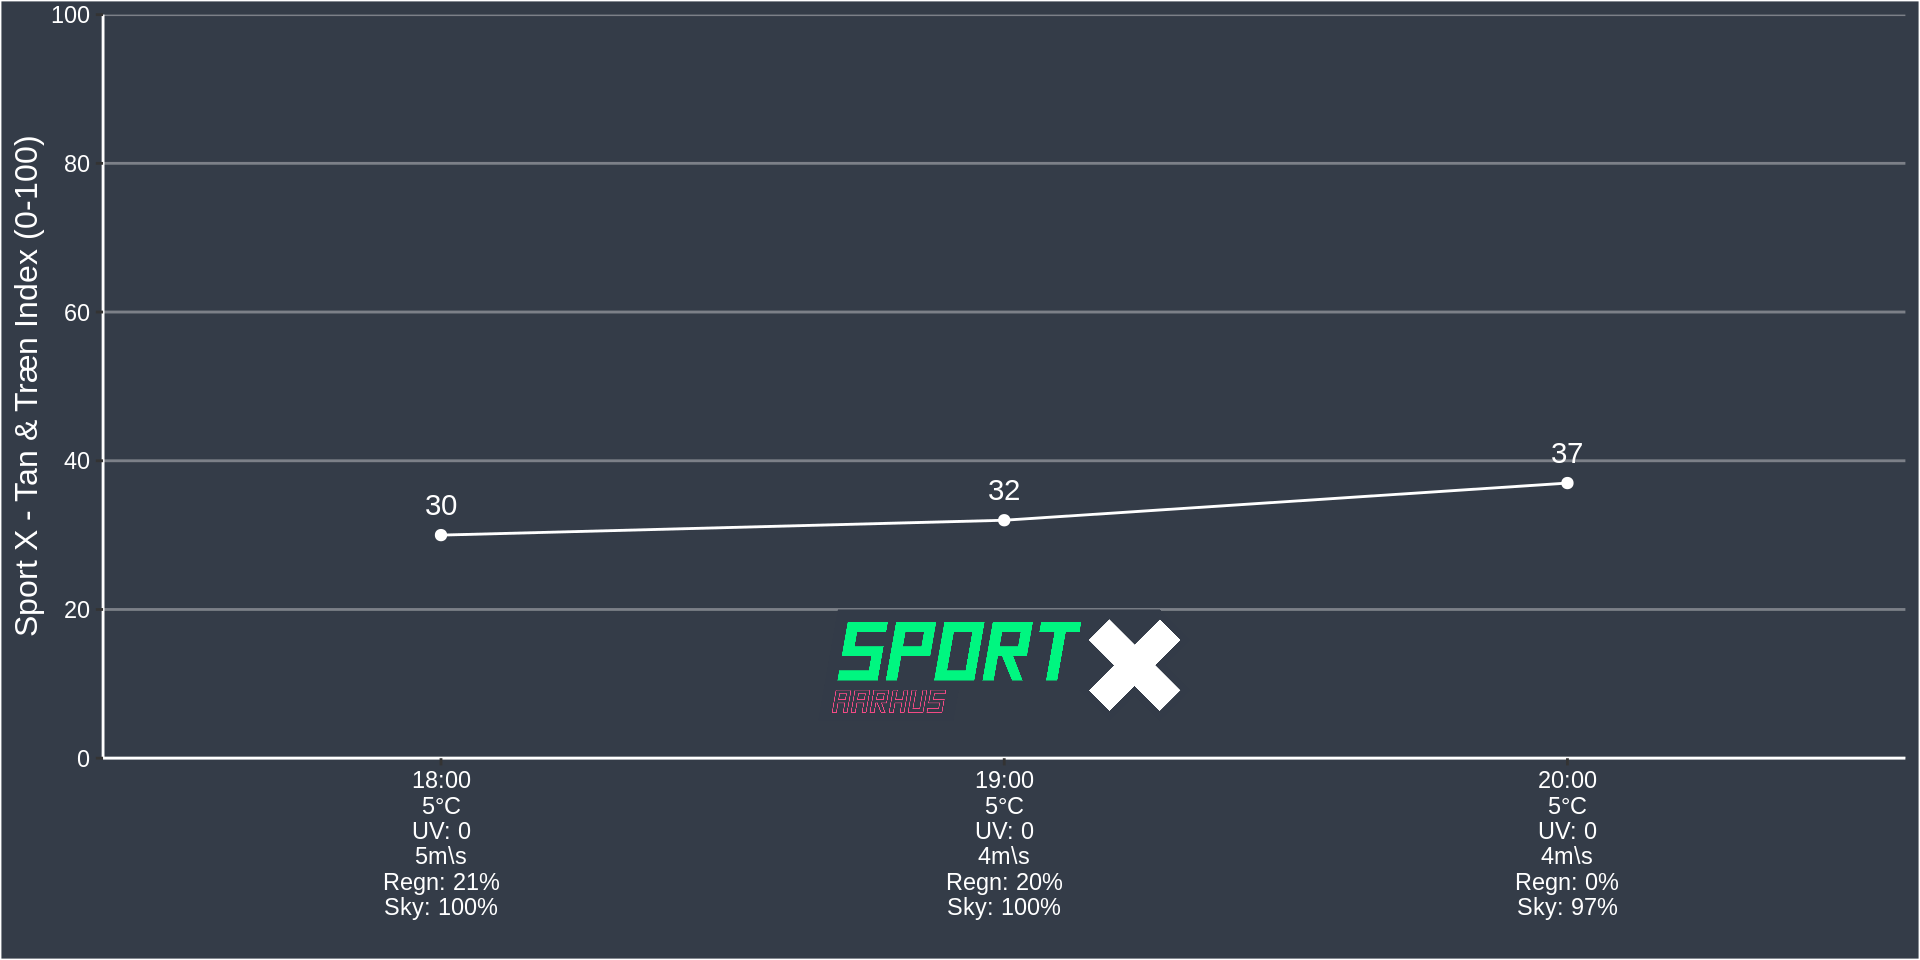 Sport X - Tan & Træn Index (0-100)
100
80
60
40
20
0
30
32
37
SPORT X
AARHUS
18:00
5°C
UV: 0
5m\s
Regn: 21%
Sky: 100%
19:00
5°C
UV: 0
4m\s
Regn: 20%
Sky: 100%
20:00
5°C
UV: 0
4m\s
Regn: 0%
Sky: 97%